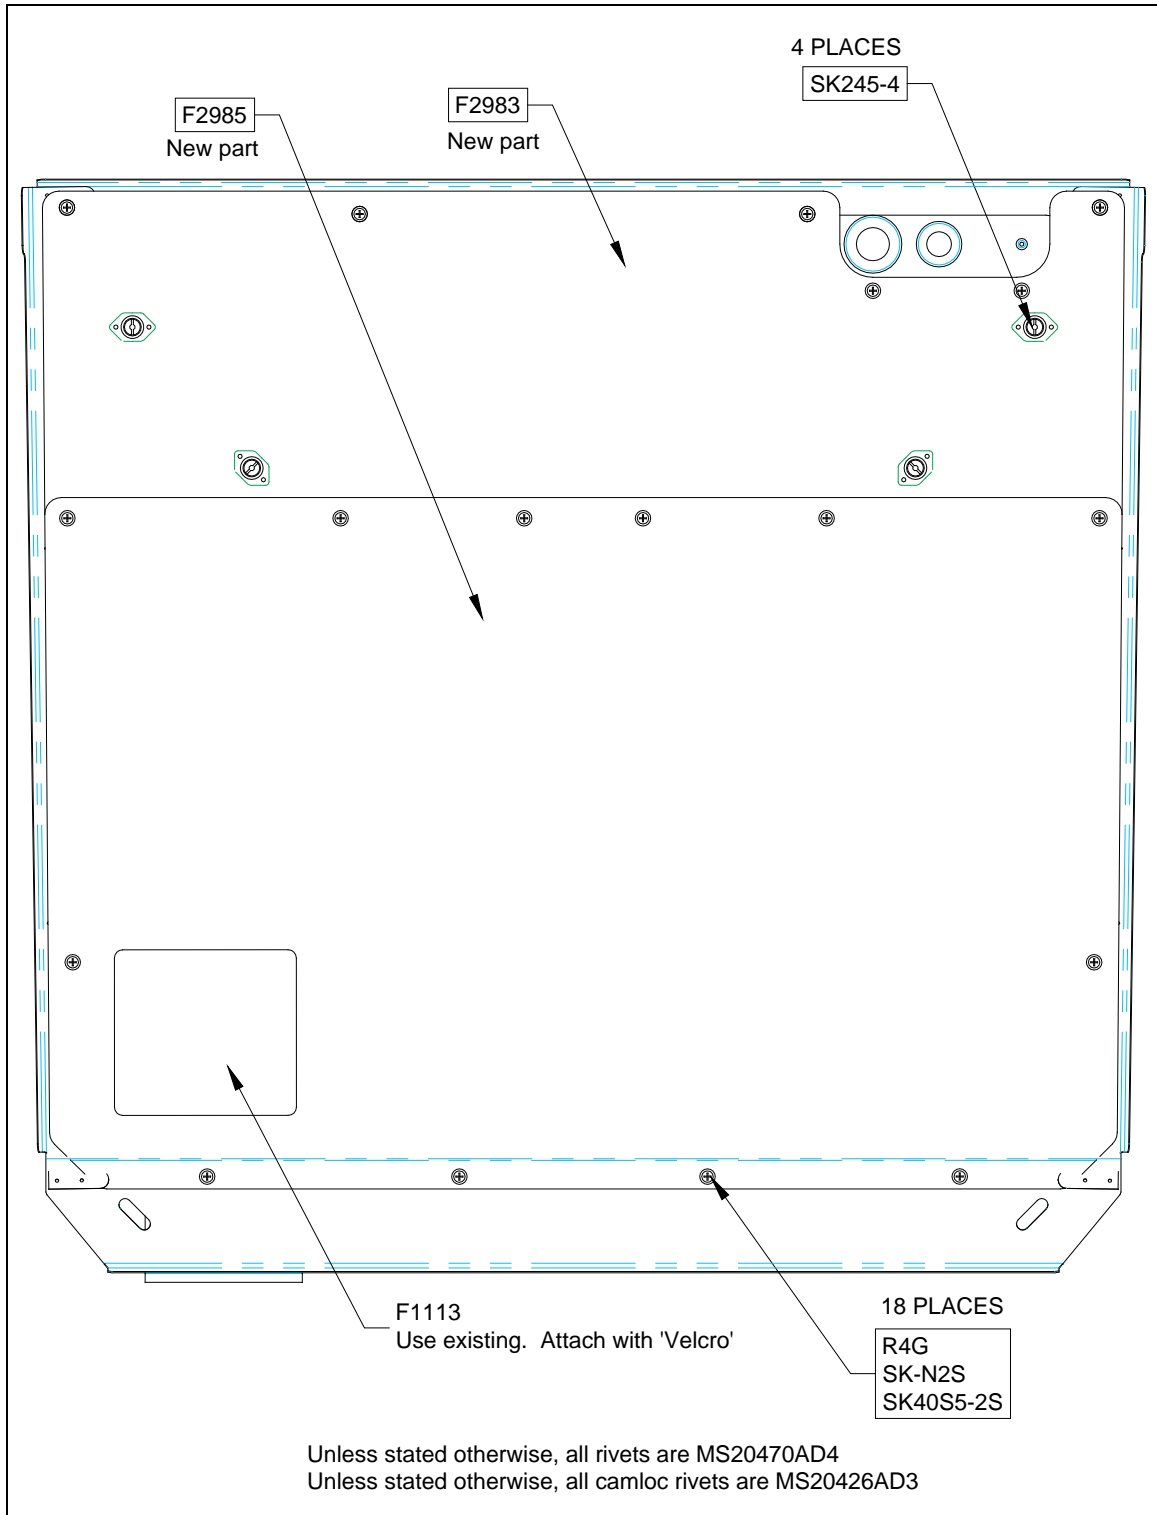 4 PLACES
SK245-4
F2983
New part
F2985
New part
F1113
Use existing.  Attach with 'Velcro'
18 PLACES
R4G
SK-N2S
SK40S5-2S
Unless stated otherwise, all rivets are MS20470AD4
Unless stated otherwise, all camloc rivets are MS20426AD3